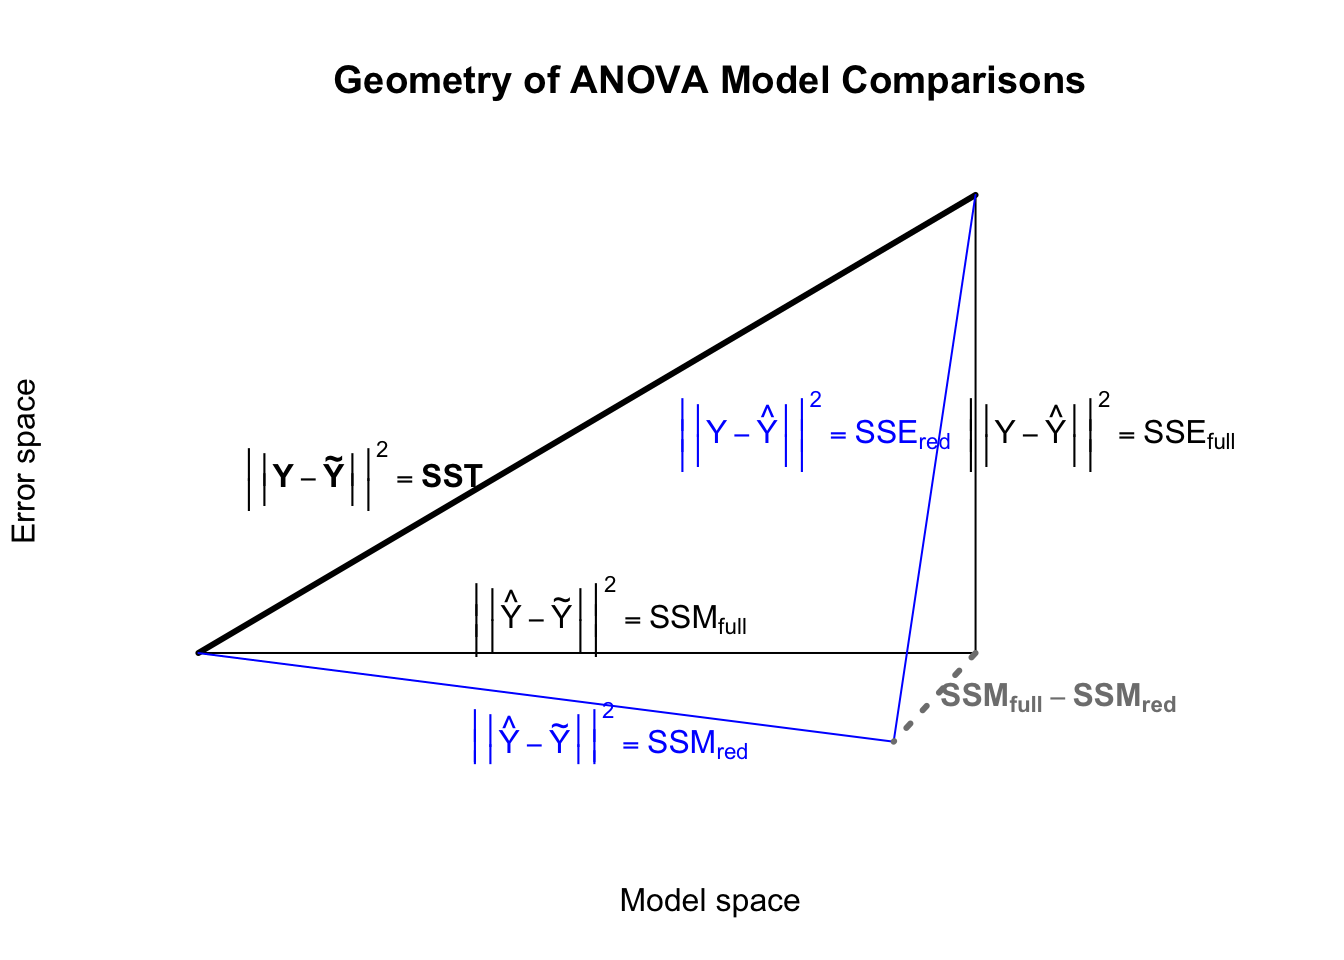 Geometry of ANOVA Model Comparisons
Error space
||Y − Ỹ||² = SST
||Y − Ŷ||² = SSE_red
||Y − Ŷ||² = SSE_full
||Ŷ − Ỹ||² = SSM_full
SSM_full − SSM_red
||Ŷ − Ỹ||² = SSM_red
Model space